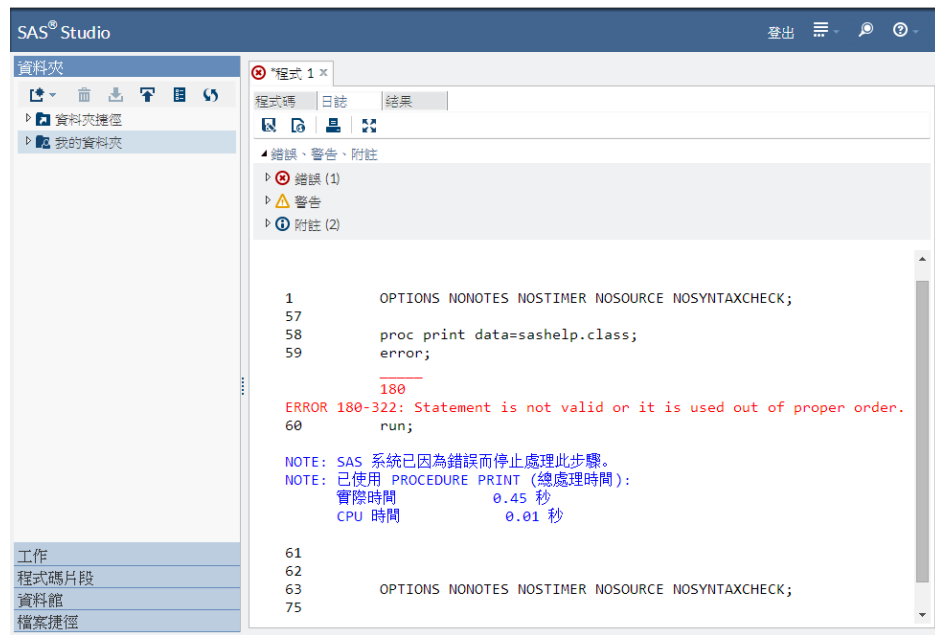 SAS® Studio
登出
資料夾
資料夾捷徑
我的資料夾
工作
程式碼片段
資料館
檔案捷徑
*程式 1 ×
程式碼 日誌 結果
錯誤、警告、附註
錯誤 (1)
警告
附註 (2)
1 OPTIONS NONOTES NOSTIMER NOSOURCE NOSYNTAXCHECK;
57
58 proc print data=sashelp.class;
59 error;
_____
180
ERROR 180-322: Statement is not valid or it is used out of proper order.
60 run;
NOTE: SAS 系統已因為錯誤而停止處理此步驟。
NOTE: 已使用 PROCEDURE PRINT (總處理時間):
實際時間 0.45 秒
CPU 時間 0.01 秒
61
62
63 OPTIONS NONOTES NOSTIMER NOSOURCE NOSYNTAXCHECK;
75